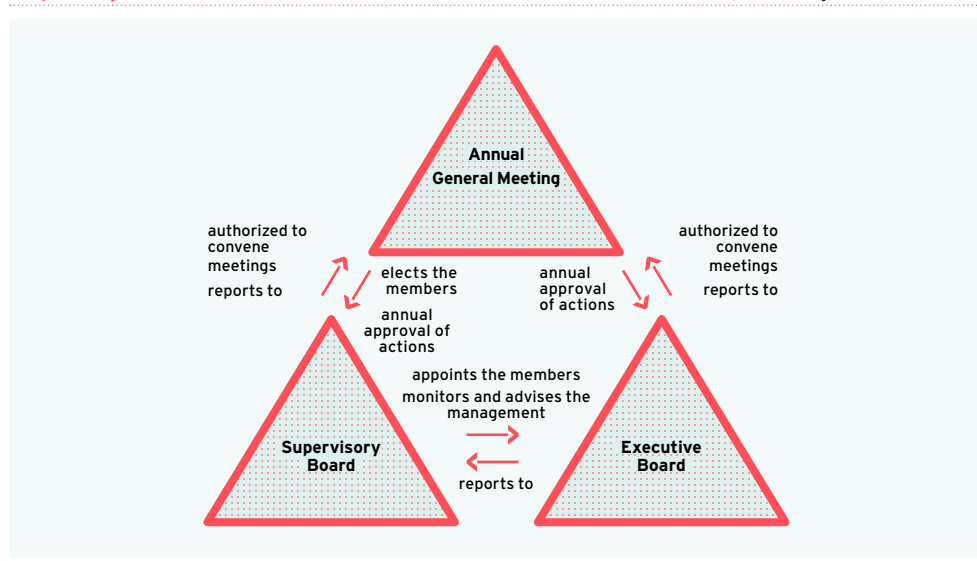 Annual
General Meeting
authorized to
convene
meetings
reports to
elects the
members
annual
approval of
actions
annual
approval
of actions
authorized to
convene
meetings
reports to
appoints the members
monitors and advises the
management
reports to
Supervisory
Board
Executive
Board